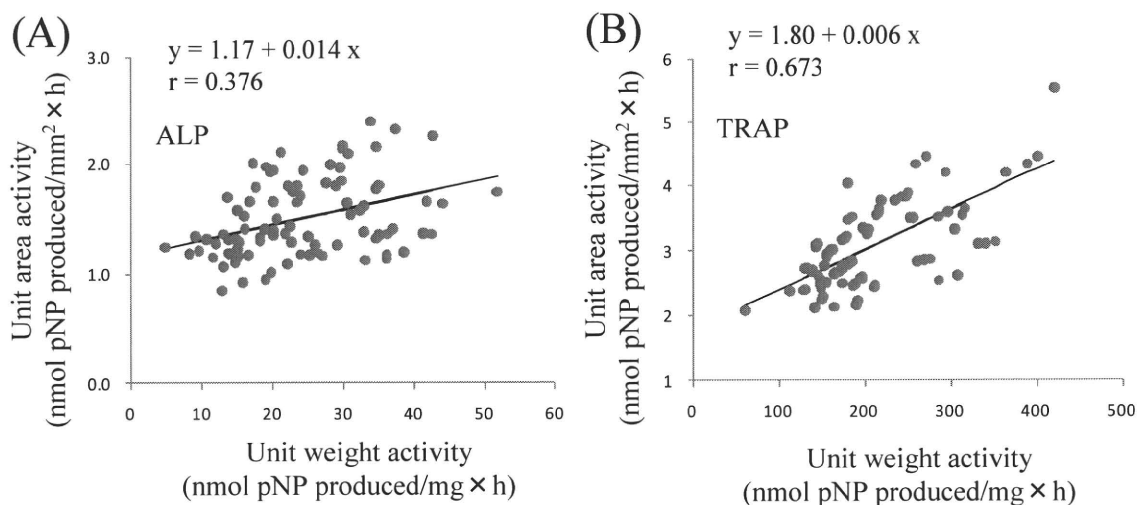 (A)
y = 1.17 + 0.014 x
r = 0.376
ALP
3.0
2.0
1.0
0.0
0 10 20 30 40 50 60
Unit area activity
(nmol pNP produced/mm² × h)
Unit weight activity
(nmol pNP produced/mg × h)
(B)
y = 1.80 + 0.006 x
r = 0.673
TRAP
6
5
4
3
2
1
0 100 200 300 400 500
Unit area activity
(nmol pNP produced/mm² × h)
Unit weight activity
(nmol pNP produced/mg × h)